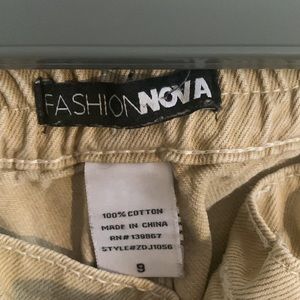 FASHIONNOVA
100% COTTON
MADE IN CHINA
RN# 139867
STYLE#ZDJ1056
9